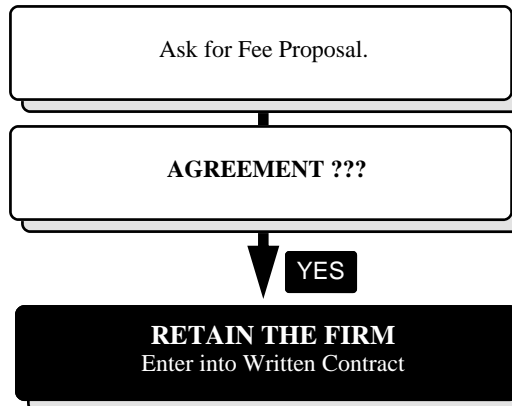 Ask for Fee Proposal.
AGREEMENT ???
YES
RETAIN THE FIRM
Enter into Written Contract